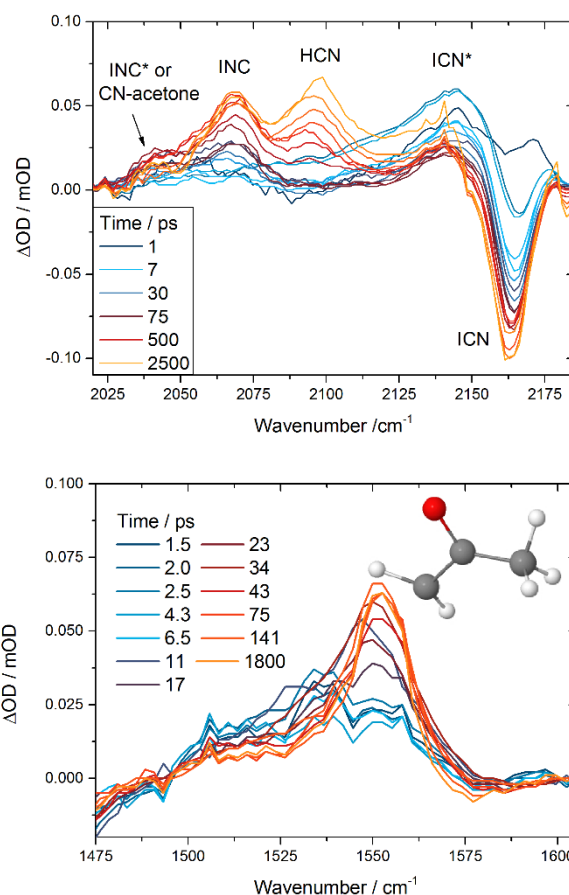 0.10
0.05
0.00
-0.05
-0.10
ΔOD / mOD
INC* or
CN-acetone
INC
HCN
ICN*
ICN
Time / ps
1
7
30
75
500
2500
2025 2050 2075 2100 2125 2150 2175
Wavenumber /cm⁻¹
0.100
0.075
0.050
0.025
0.000
ΔOD / mOD
Time / ps
1.5 23
2.0 34
2.5 43
4.3 75
6.5 141
11 1800
17
1475 1500 1525 1550 1575 1600
Wavenumber / cm⁻¹